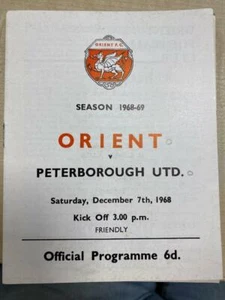 ORIENT F.C.
SEASON 1968-69
ORIENT
v
PETERBOROUGH UTD.
Saturday, December 7th, 1968
Kick Off 3.00 p.m.
FRIENDLY
Official Programme 6d.